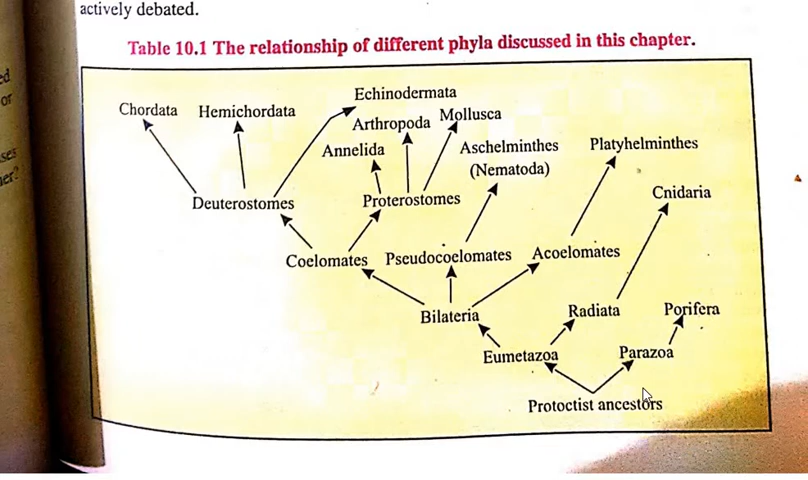 actively debated.
Table 10.1 The relationship of different phyla discussed in this chapter.
Echinodermata
Chordata Hemichordata
Arthropoda Mollusca
Annelida Aschelminthes Platyhelminthes
(Nematoda)
Cnidaria
Deuterostomes Proterostomes
Coelomates Pseudocoelomates Acoelomates
Bilateria Radiata Porifera
Eumetazoa Parazoa
Protoctist ancestors